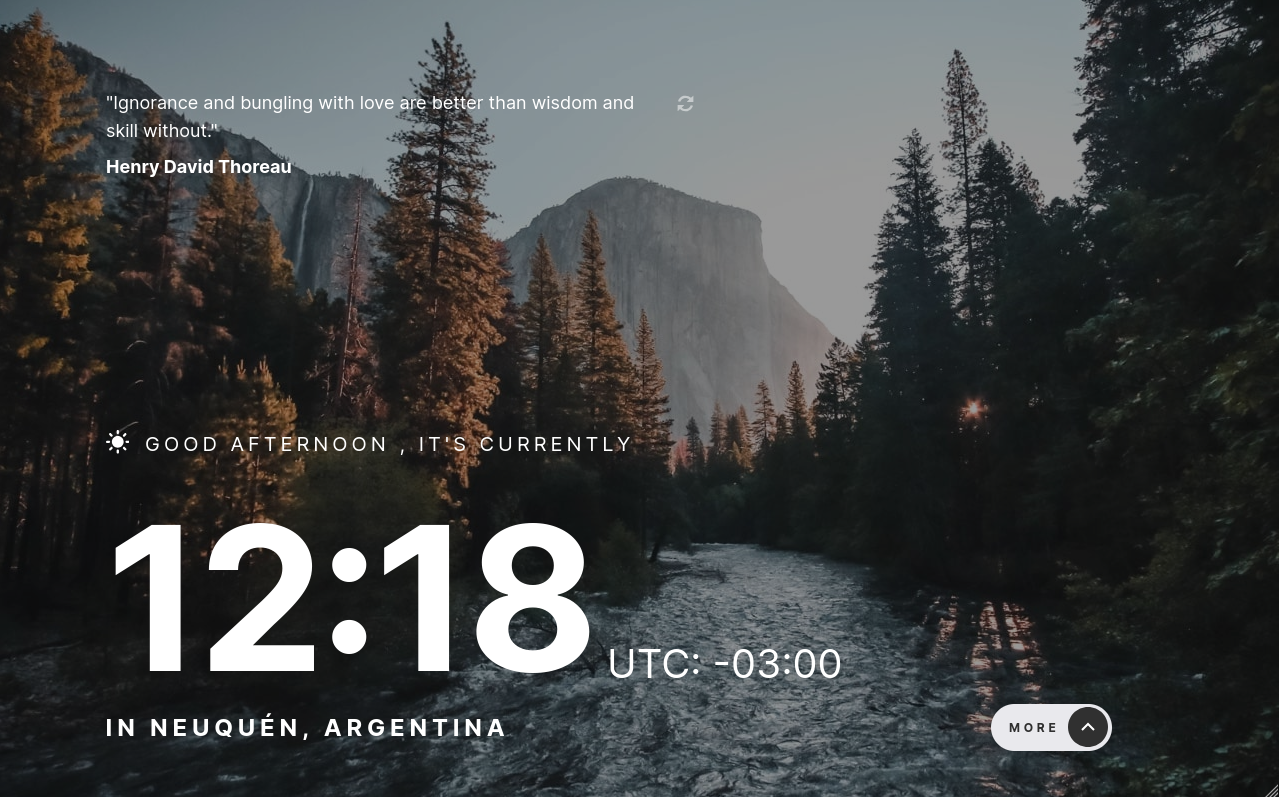 "Ignorance and bungling with love are better than wisdom and
skill without."
Henry David Thoreau
GOOD AFTERNOON , IT'S CURRENTLY
12:18 UTC: -03:00
IN NEUQUÉN, ARGENTINA
MORE